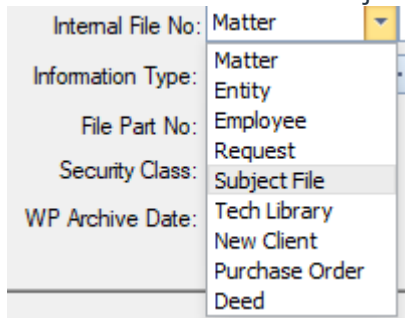 Internal File No: Matter
Matter
Information Type:
Entity
File Part No:
Employee
Request
Security Class:
Subject File
WP Archive Date:
Tech Library
New Client
Purchase Order
Deed